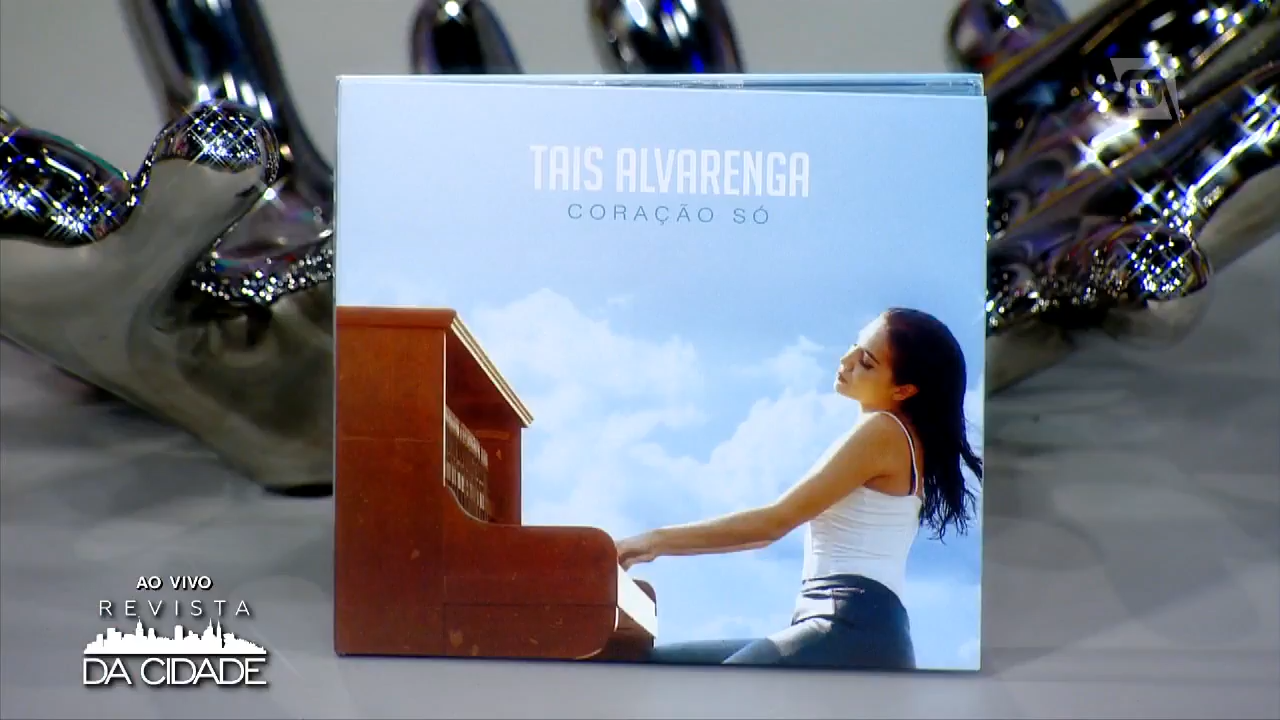 TAIS ALVARENGA
CORAÇÃO SÓ
AO VIVO
REVISTA
DA CIDADE